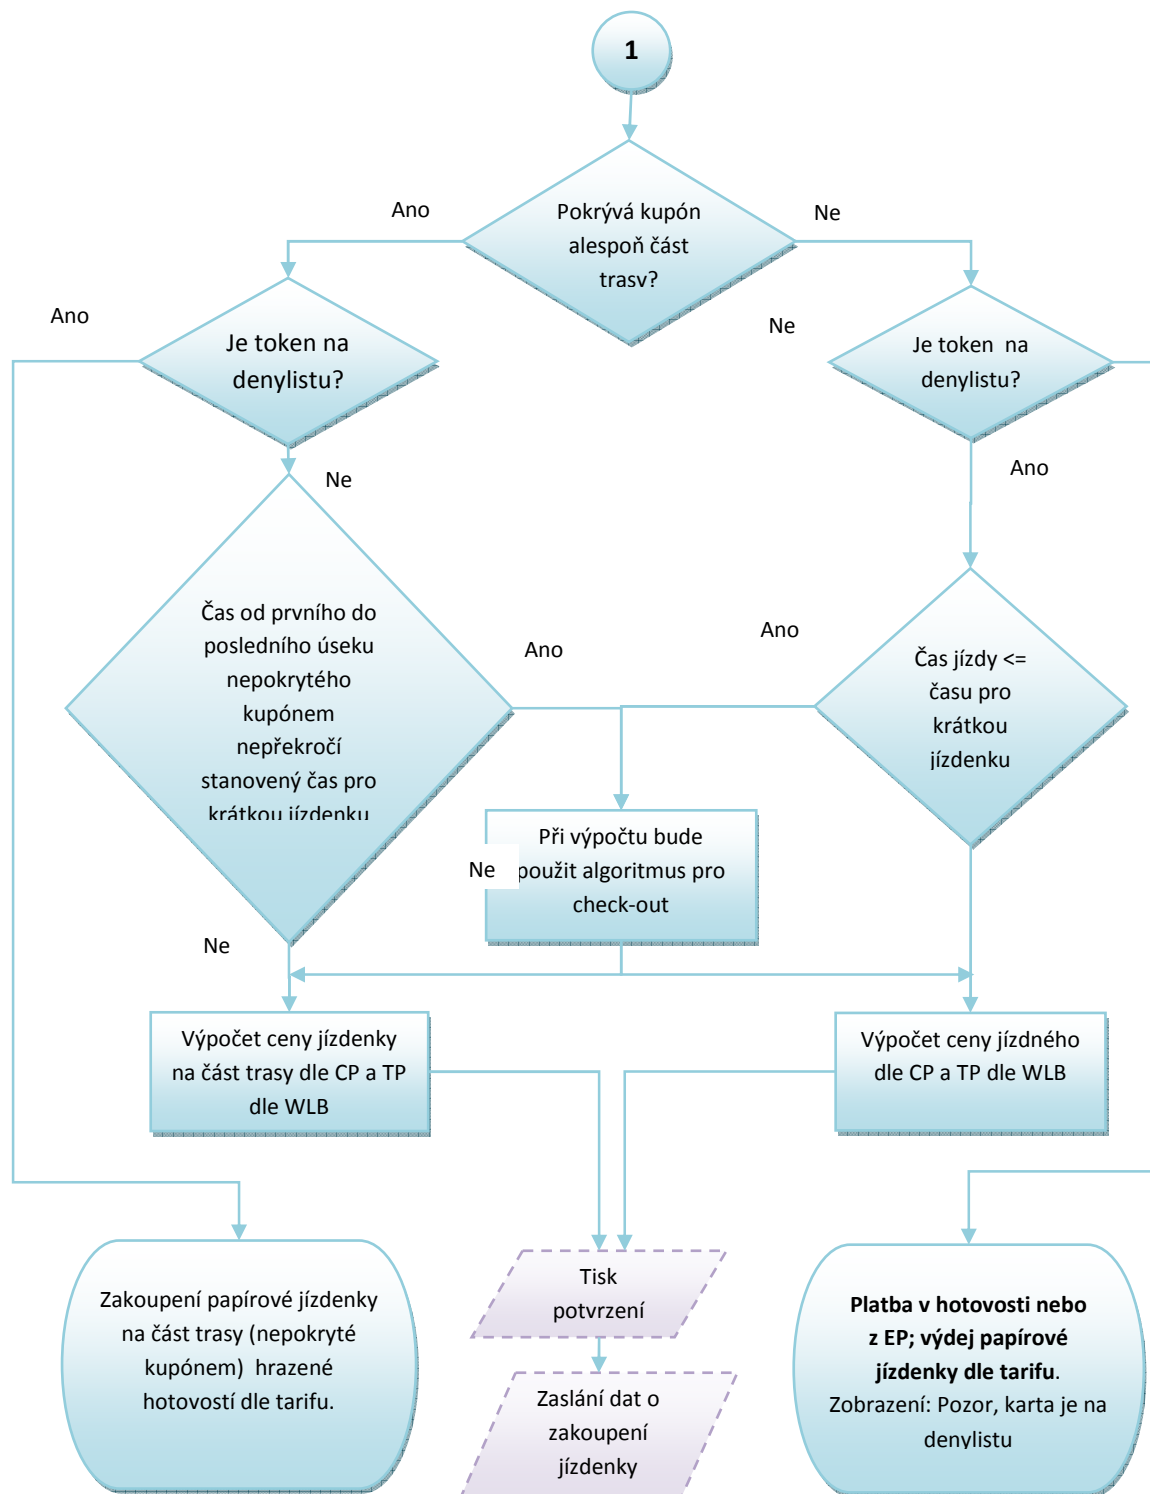 1
Ano
Pokrývá kupón
alespoň část
trasy?
Ne
Ano
Je token na
denylistu?
Ne
Je token na
denylistu?
Ne
Ano
Čas od prvního do
posledního úseku
nepokrytého
kupónem
nepřekročí
stanovený čas pro
krátkou jízdenku
Ano
Ano
Čas jízdy <=
času pro
krátkou
jízdenku
Při výpočtu bude
použit algoritmus pro
check-out
Ne
Ne
Výpočet ceny jízdenky
na část trasy dle CP a TP
dle WLB
Výpočet ceny jízdného
dle CP a TP dle WLB
Zakoupení papírové jízdenky
na část trasy (nepokryté
kupónem) hrazené
hotovostí dle tarifu.
Tisk
potvrzení
Zaslání dat o
zakoupení
jízdenky
Platba v hotovosti nebo
z EP; výdej papírové
jízdenky dle tarifu.
Zobrazení: Pozor, karta je na
denylistu